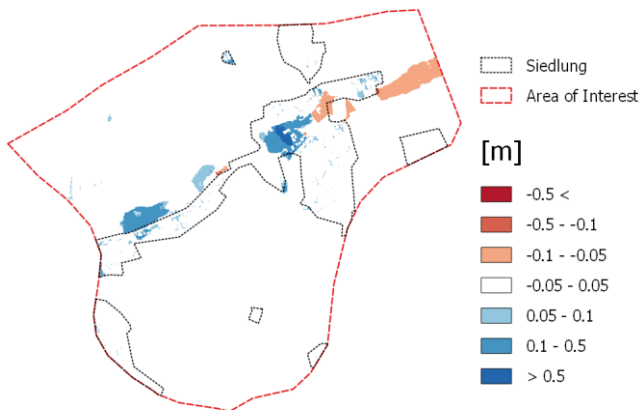 Siedlung
Area of Interest
[m]
-0.5 <
-0.5 - -0.1
-0.1 - -0.05
-0.05 - 0.05
0.05 - 0.1
0.1 - 0.5
> 0.5